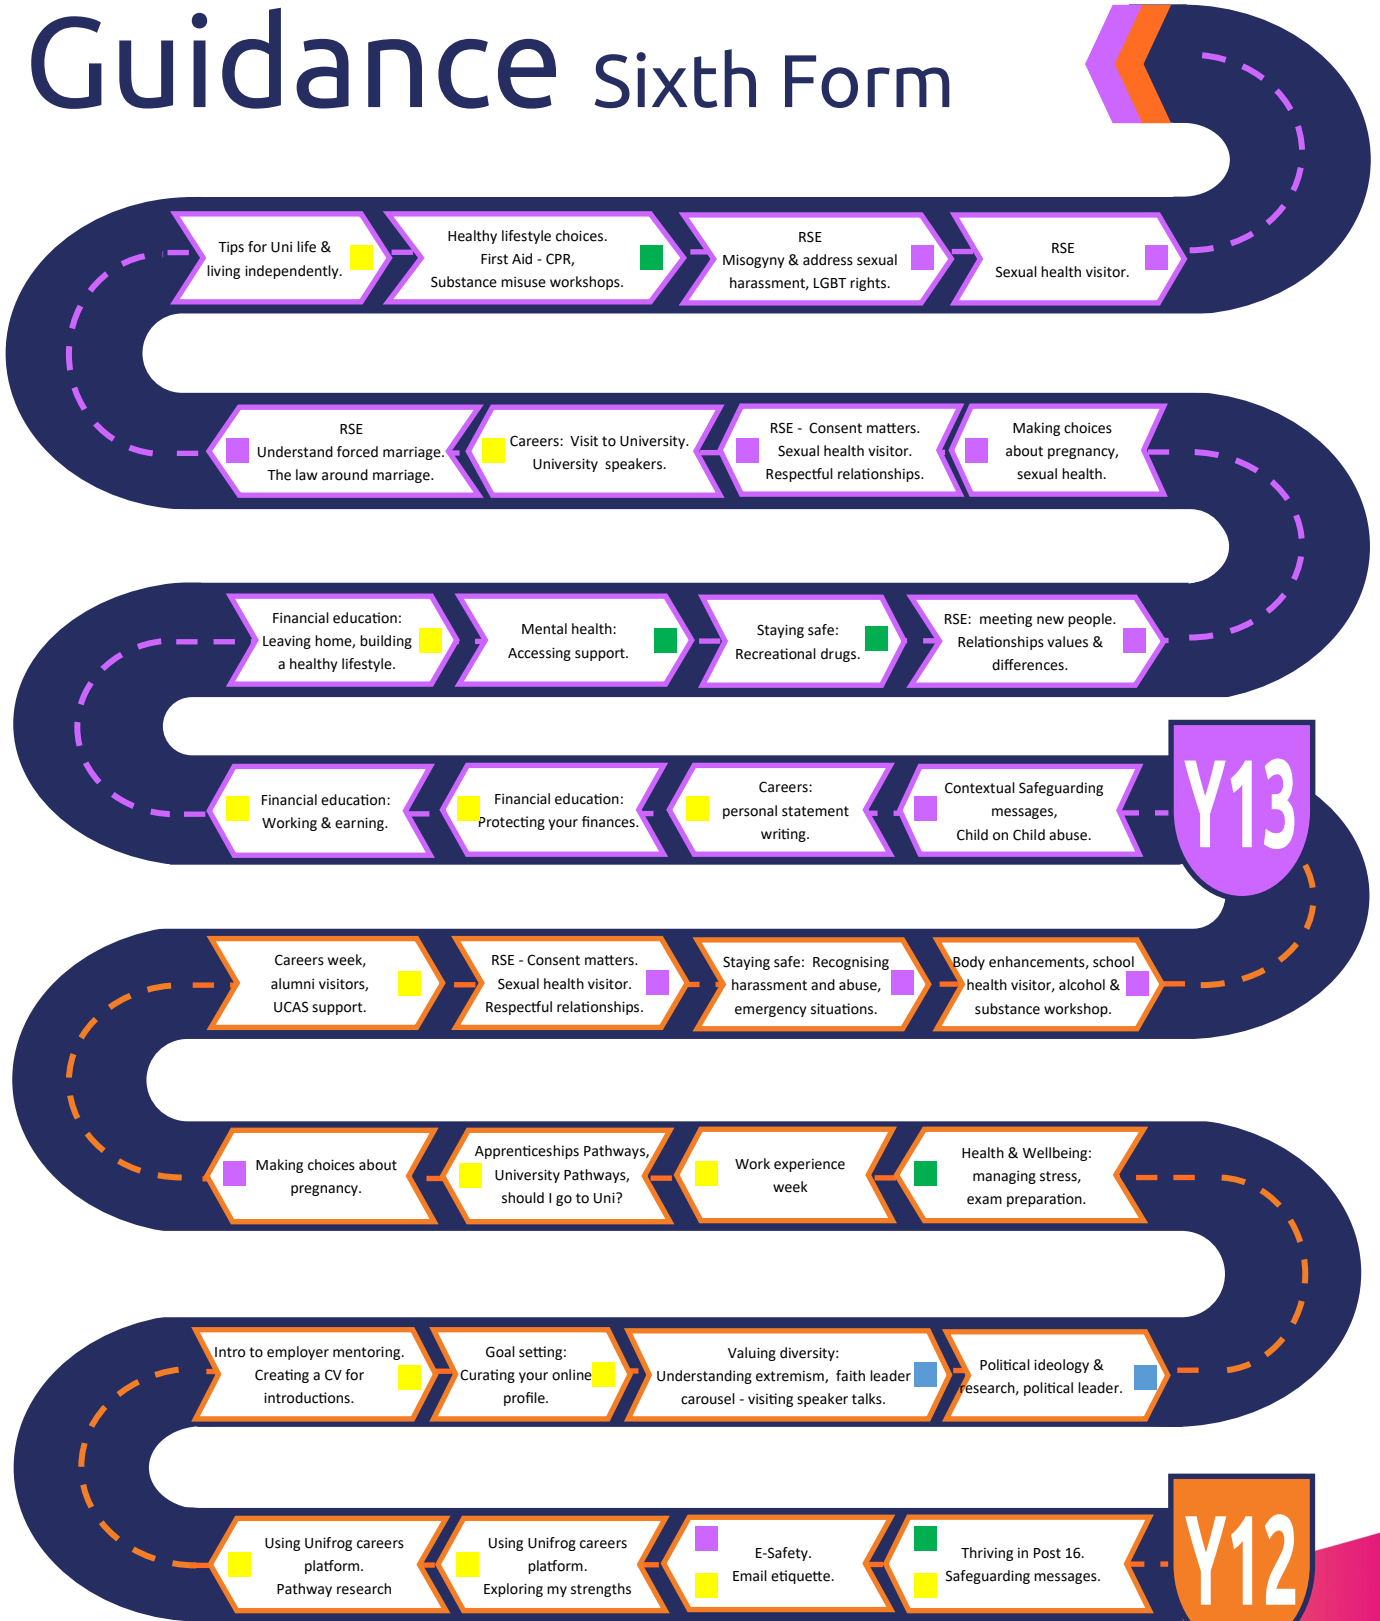 Guidance Sixth Form
Tips for Uni life &
living independently.
Healthy lifestyle choices.
First Aid - CPR,
Substance misuse workshops.
RSE
Misogyny & address sexual
harassment, LGBT rights.
RSE
Sexual health visitor.
RSE
Understand forced marriage.
The law around marriage.
Careers:  Visit to University.
University  speakers.
RSE -  Consent matters.
Sexual health visitor.
Respectful relationships.
Making choices
about pregnancy,
sexual health.
Financial education:
Leaving home, building
a healthy lifestyle.
Mental health:
Accessing support.
Staying safe:
Recreational drugs.
RSE:  meeting new people.
Relationships values &
differences.
Financial education:
Working & earning.
Financial education:
Protecting your finances.
Careers:
personal statement
writing.
Contextual Safeguarding
messages,
Child on Child abuse.
Y13
Careers week,
alumni visitors,
UCAS support.
RSE - Consent matters.
Sexual health visitor.
Respectful relationships.
Staying safe:  Recognising
harassment and abuse,
emergency situations.
Body enhancements, school
health visitor, alcohol &
substance workshop.
Making choices about
pregnancy.
Apprenticeships Pathways,
University Pathways,
should I go to Uni?
Work experience
week
Health & Wellbeing:
managing stress,
exam preparation.
Intro to employer mentoring.
Creating a CV for
introductions.
Goal setting:
Curating your online
profile.
Valuing diversity:
Understanding extremism,  faith leader
carousel - visiting speaker talks.
Political ideology &
research, political leader.
Using Unifrog careers
platform.
Pathway research
Using Unifrog careers
platform.
Exploring my strengths
E-Safety.
Email etiquette.
Thriving in Post 16.
Safeguarding messages.
Y12